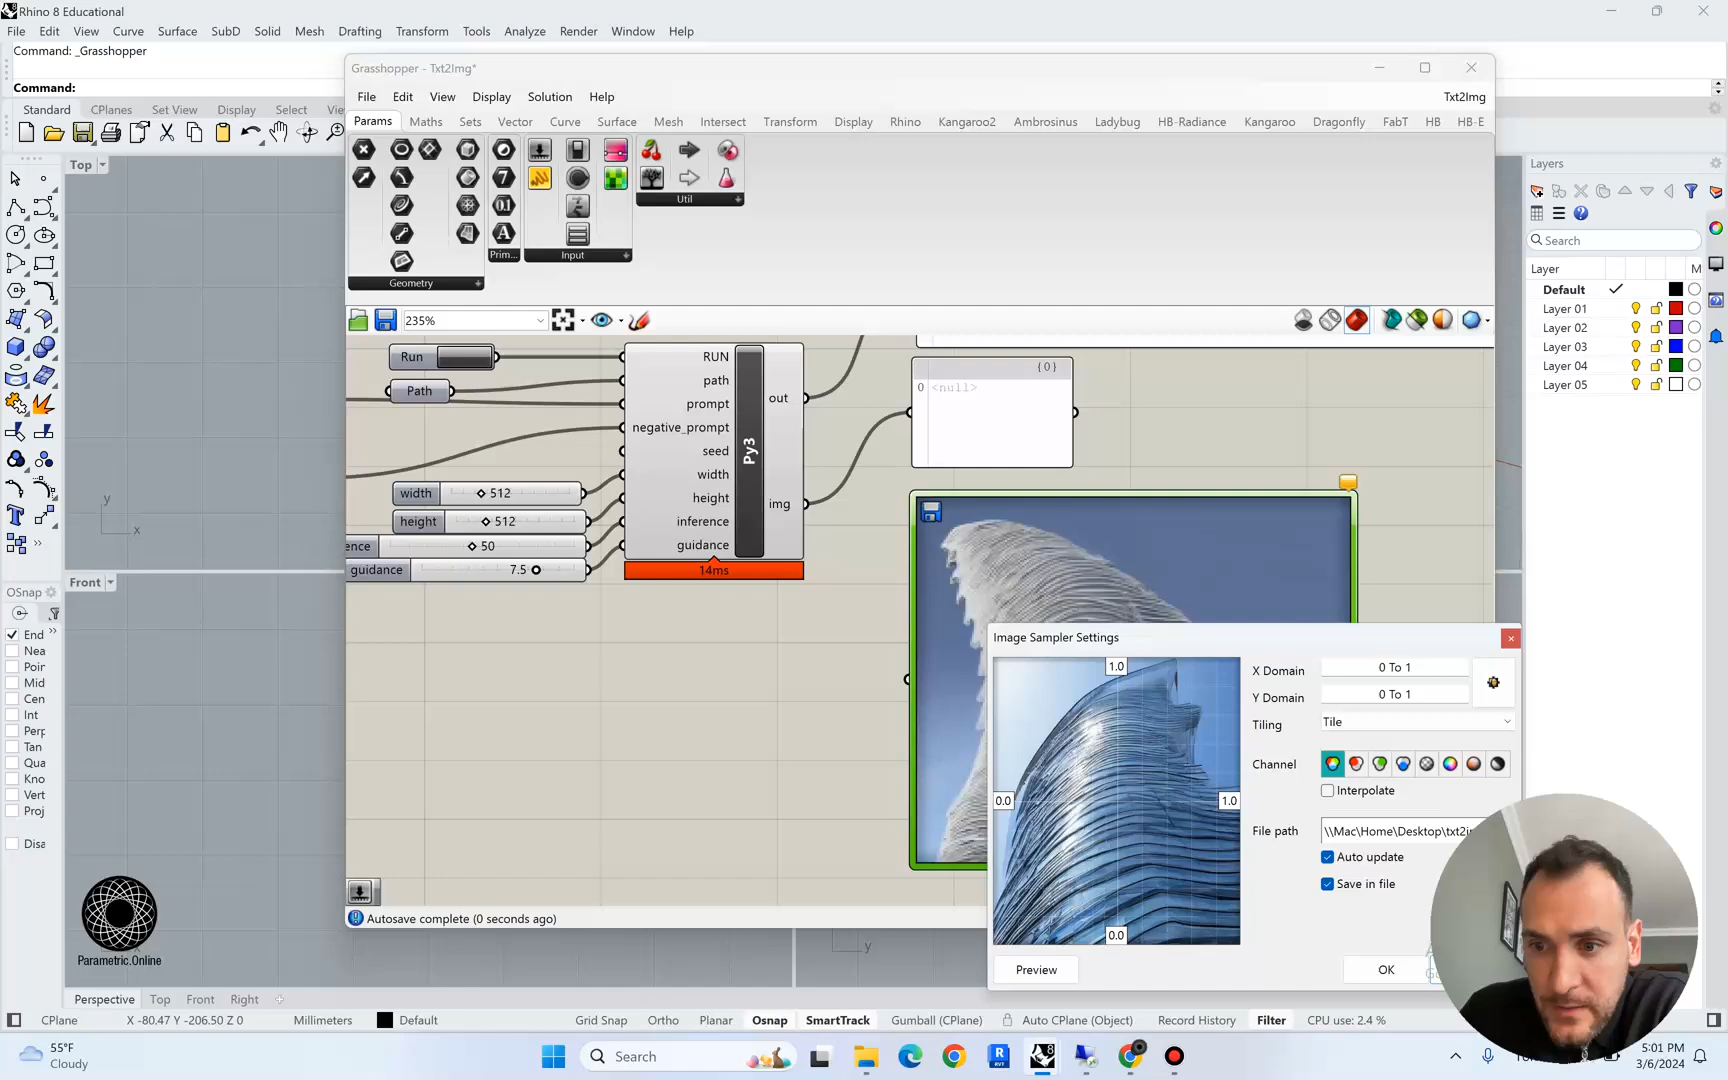 Rhino 8 Educational
File Edit View Curve Surface SubD Solid Mesh Drafting Transform Tools Analyze Render Window Help
Command: _Grasshopper
Command:
Standard CPlanes Set View Display Select
Grasshopper - Txt2Img*
File Edit View Display Solution Help
Txt2Img
Params Maths Sets Vector Curve Surface Mesh Intersect Transform Display Rhino Kangaroo2 Ambrosius Ladybug HB-Radiance Kangaroo Dragonfly FabT HB HB-E
Geometry
Prim...
Input
Util
235%
Top
Front
Run
Path
width 512
height 512
ence 50
guidance 7.5
RUN
path
prompt
negative_prompt
seed
width
height
inference
guidance
Py3
out
img
14ms
{0}
0 <null>
Image Sampler Settings
1.0
0.0
1.0
0.0
X Domain 0 To 1
Y Domain 0 To 1
Tiling Tile
Channel
Interpolate
File path \\Mac\Home\Desktop\txt2i
Auto update
Save in file
Preview
OK
Autosave complete (0 seconds ago)
Layers
Search
Layer M
Default
Layer 01
Layer 02
Layer 03
Layer 04
Layer 05
OSnap
End
Nea
Poir
Mid
Cen
Int
Perp
Tan
Qua
Kno
Vert
Proj
Disa
y
x
y
Parametric.Online
Perspective Top Front Right
CPlane X -80.47 Y -206.50 Z 0 Millimeters Default Grid Snap Ortho Planar Osnap SmartTrack Gumball (CPlane) Auto CPlane (Object) Record History Filter CPU use: 2.4 %
55°F
Cloudy
Search
5:01 PM
3/6/2024